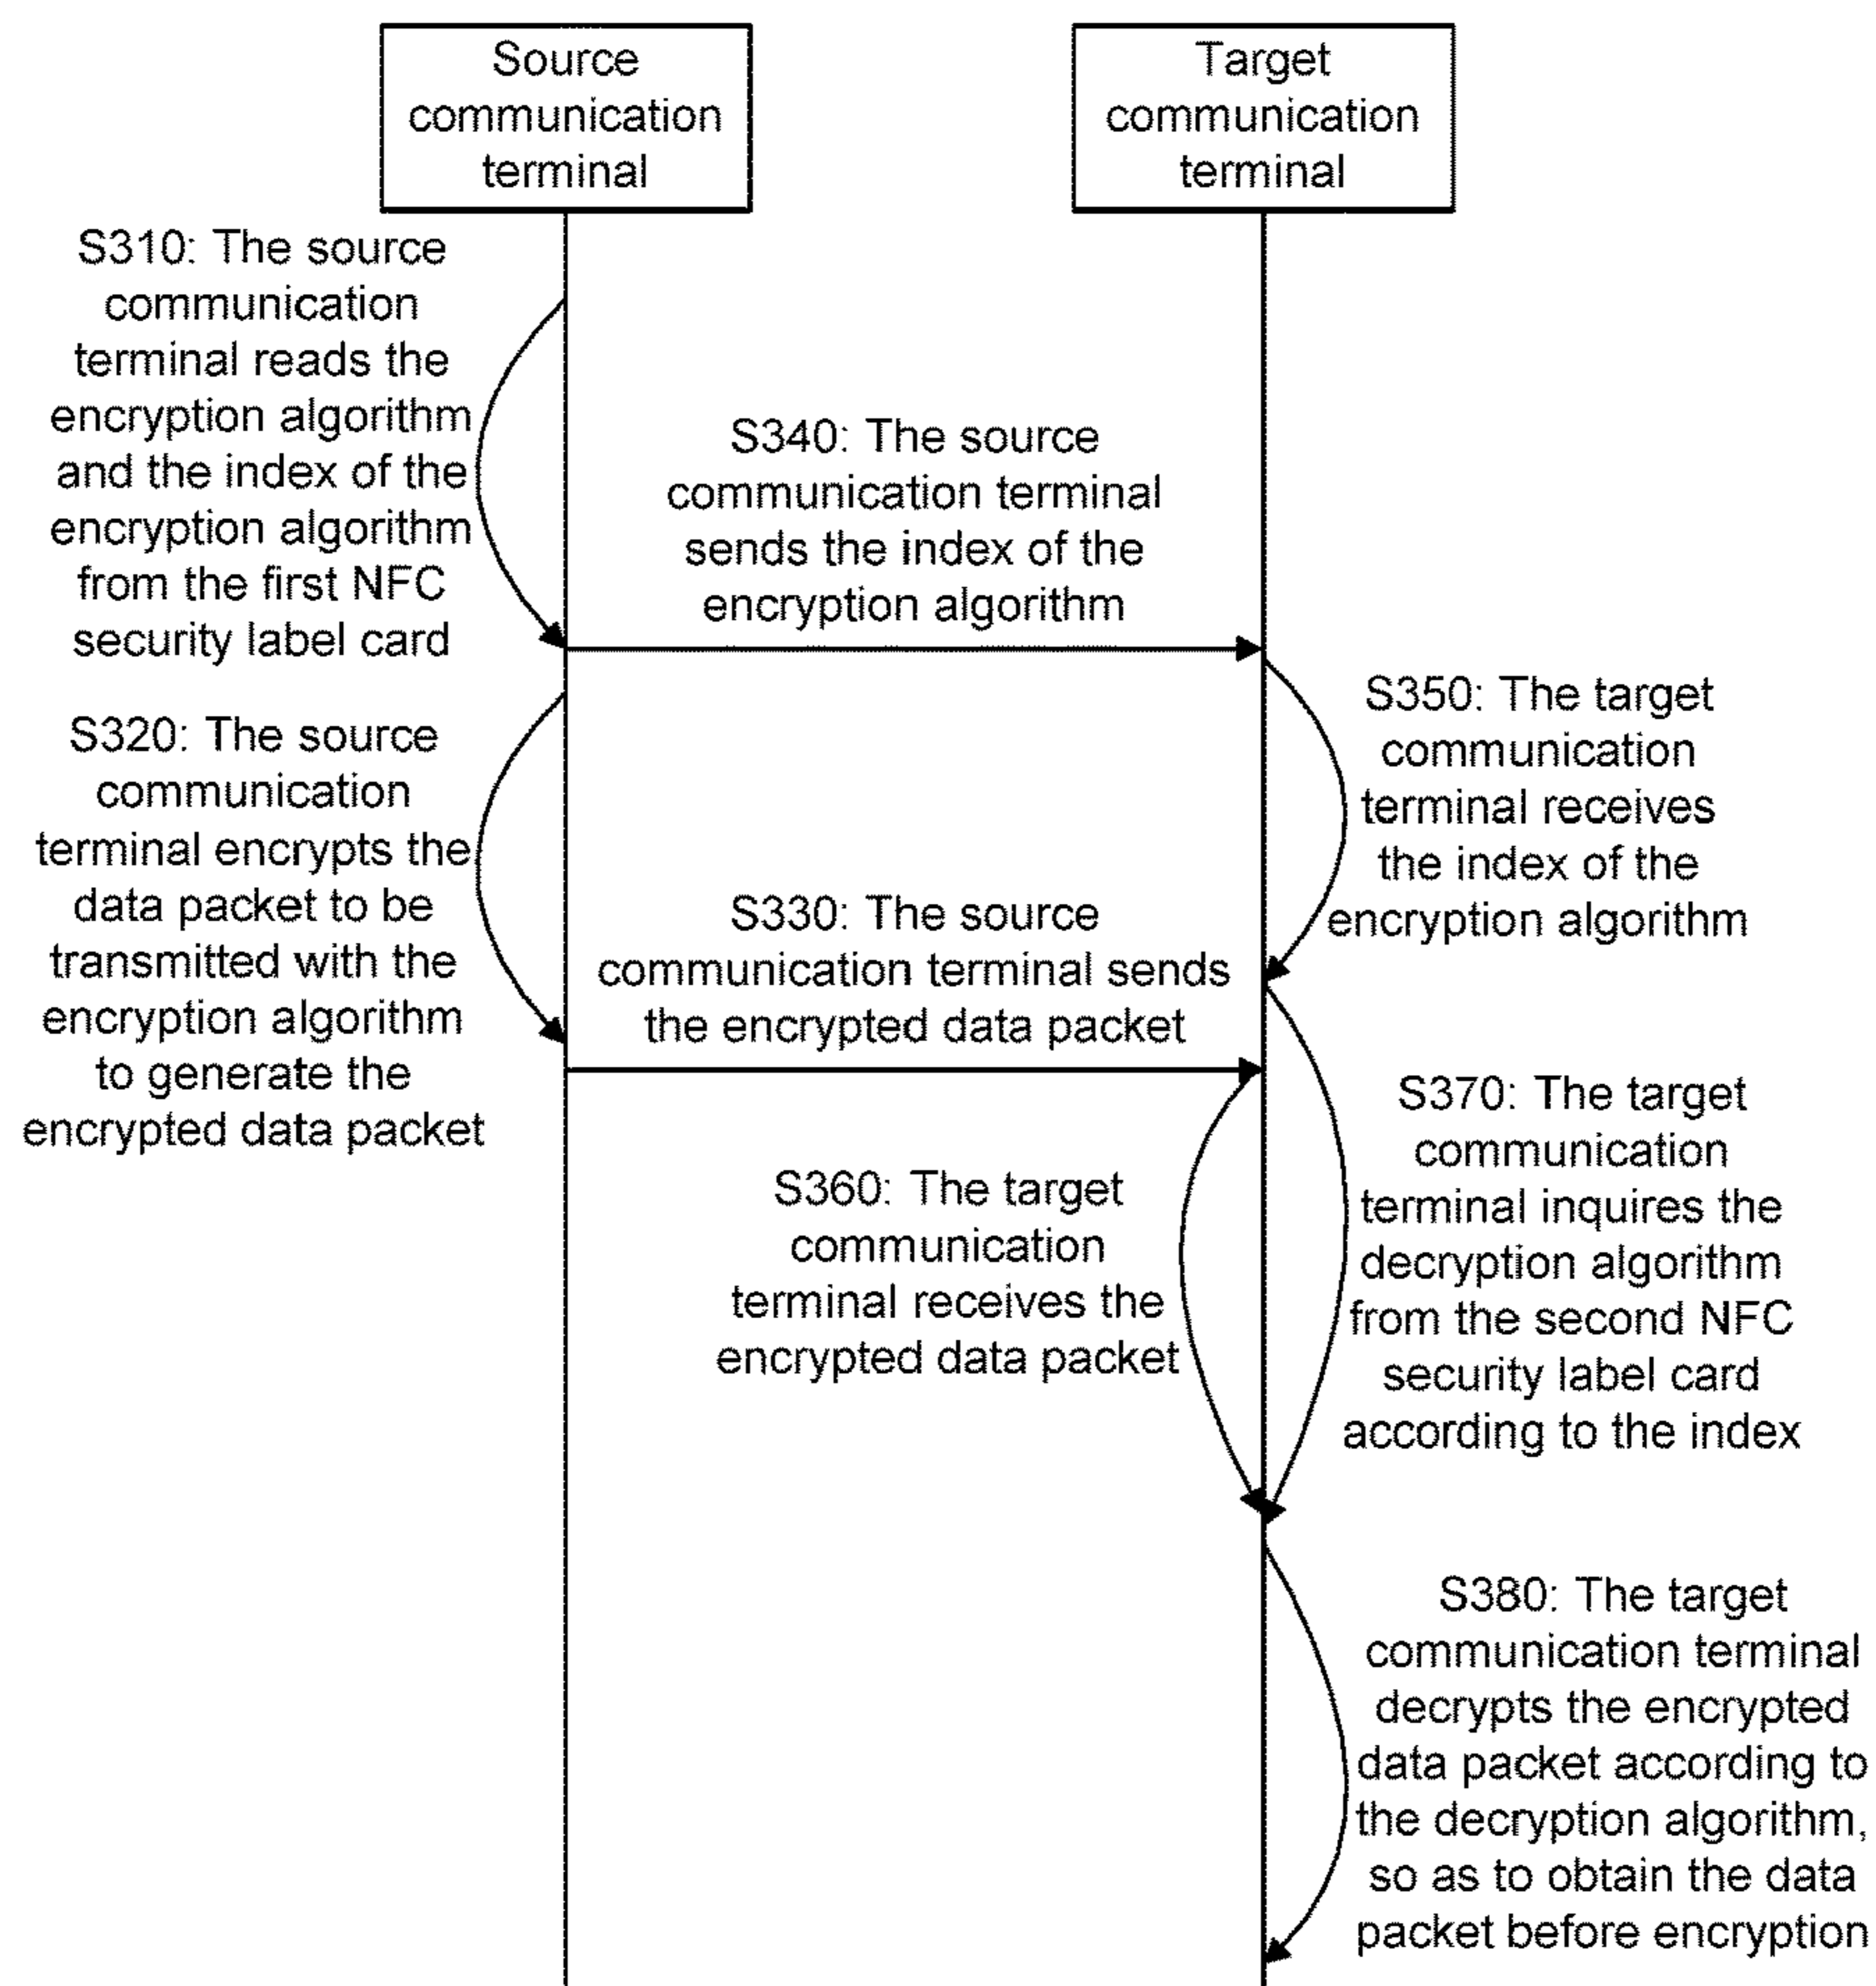 Source
communication
terminal
Target
communication
terminal
S310: The source
communication
terminal reads the
encryption algorithm
and the index of the
encryption algorithm
from the first NFC
security label card
S340: The source
communication terminal
sends the index of the
encryption algorithm
S350: The target
communication
terminal receives
the index of the
encryption algorithm
S320: The source
communication
terminal encrypts the
data packet to be
transmitted with the
encryption algorithm
to generate the
encrypted data packet
S330: The source
communication terminal sends
the encrypted data packet
S360: The target
communication
terminal receives the
encrypted data packet
S370: The target
communication
terminal inquires the
decryption algorithm
from the second NFC
security label card
according to the index
S380: The target
communication terminal
decrypts the encrypted
data packet according to
the decryption algorithm,
so as to obtain the data
packet before encryption